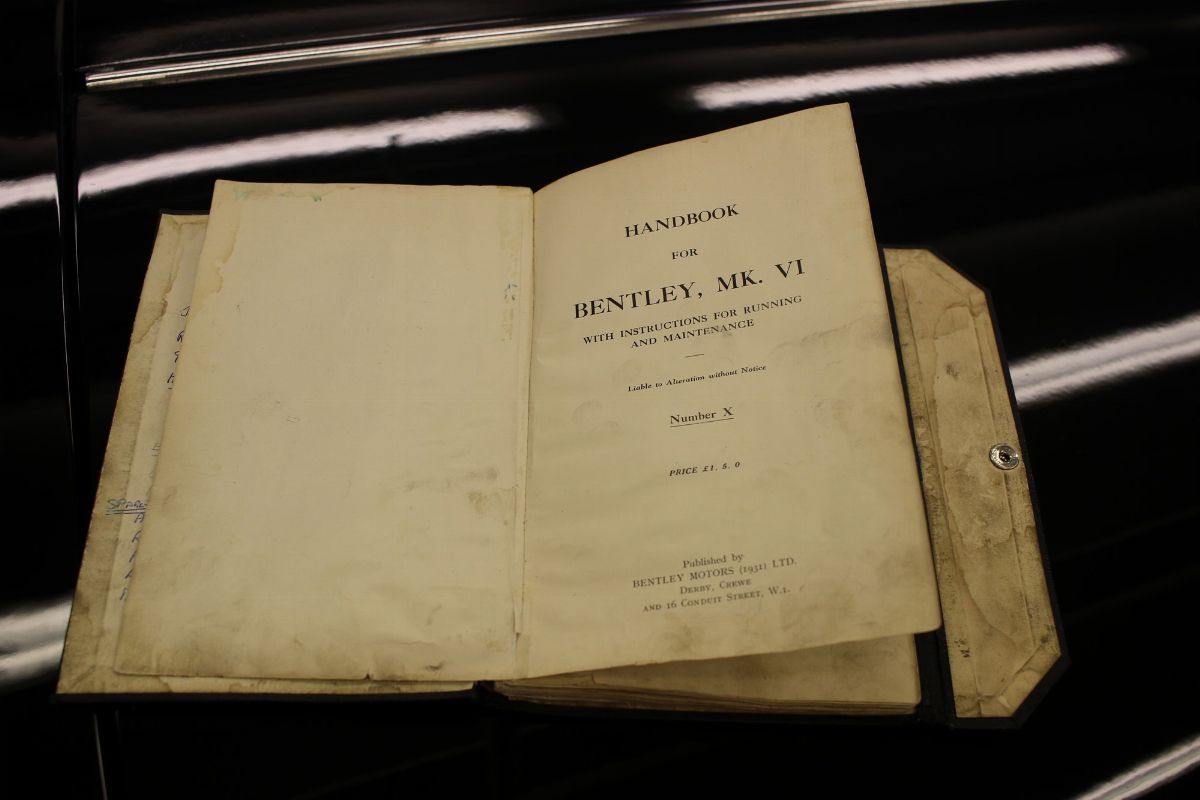 SPARES
HANDBOOK
FOR
BENTLEY, MK. VI
WITH INSTRUCTIONS FOR RUNNING
AND MAINTENANCE
Liable to Alteration without Notice
Number X
PRICE £1. 5. 0
Published by
BENTLEY MOTORS (1931) LTD.
DERBY, CREWE
AND 16 CONDUIT STREET, W.1.